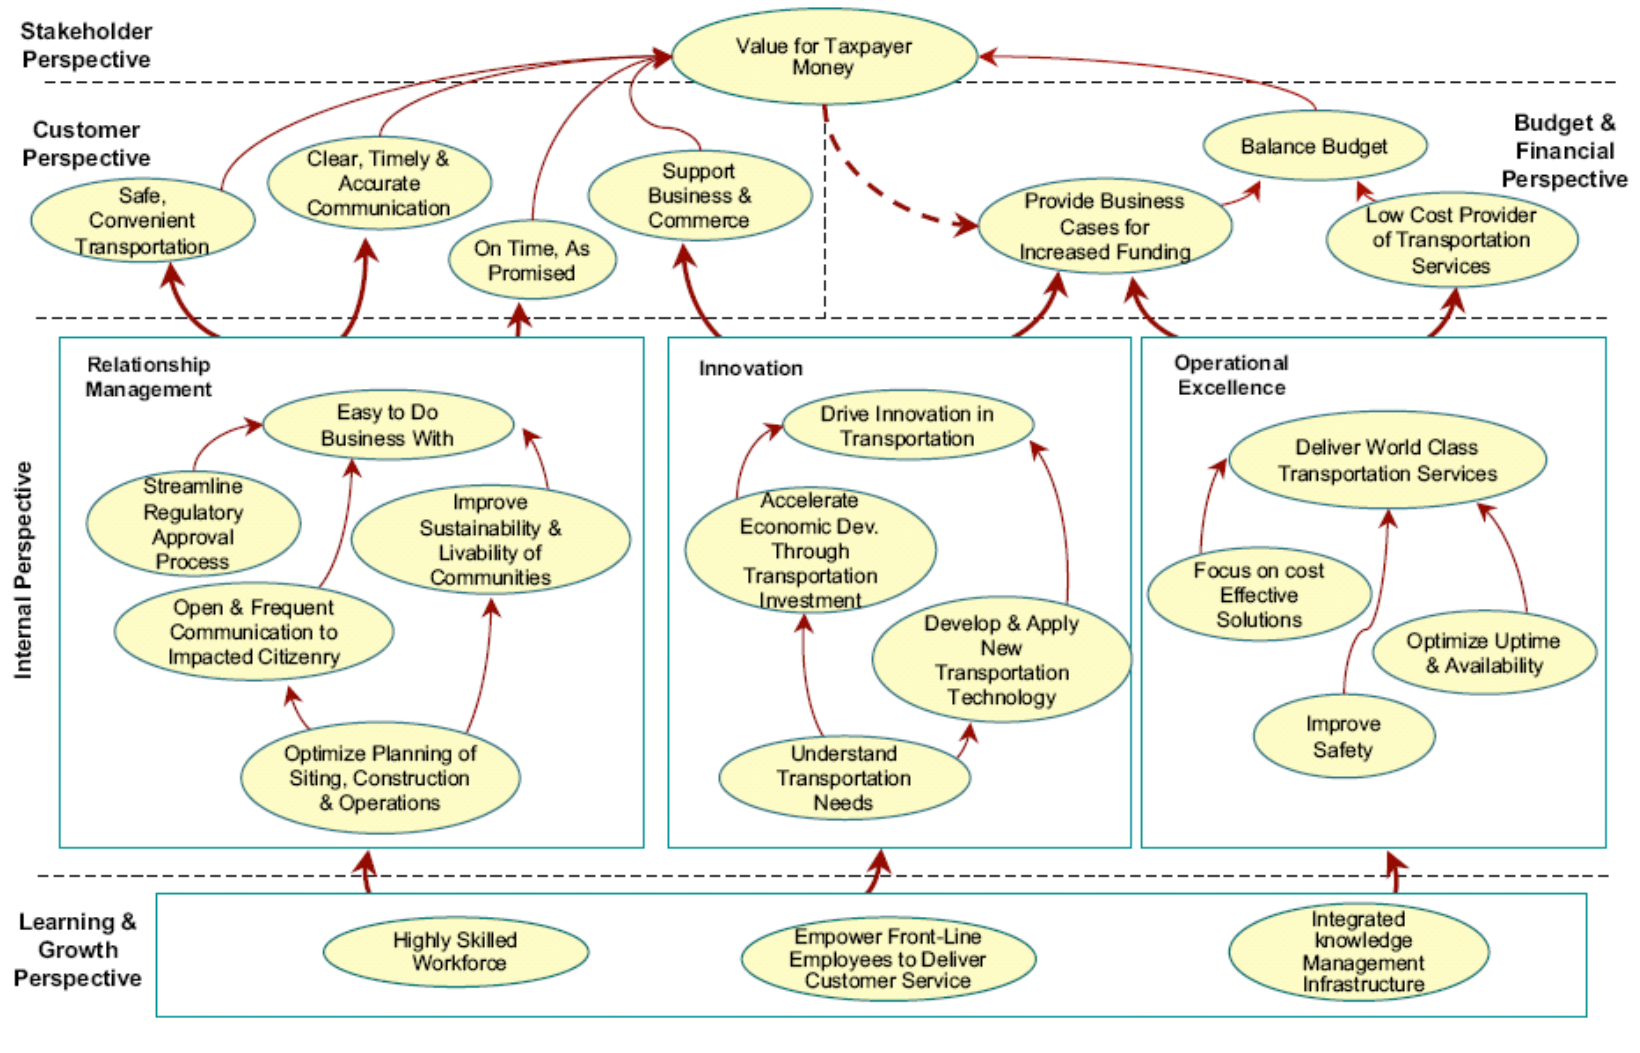 Stakeholder
Perspective
Value for Taxpayer
Money
Customer
Perspective
Safe,
Convenient
Transportation
Clear, Timely &
Accurate
Communication
On Time, As
Promised
Support
Business &
Commerce
Provide Business
Cases for
Increased Funding
Balance Budget
Low Cost Provider
of Transportation
Services
Budget &
Financial
Perspective
Internal Perspective
Relationship
Management
Easy to Do
Business With
Streamline
Regulatory
Approval
Process
Improve
Sustainability &
Livability of
Communities
Open & Frequent
Communication to
Impacted Citizenry
Optimize Planning of
Siting, Construction
& Operations
Innovation
Drive Innovation in
Transportation
Accelerate
Economic Dev.
Through
Transportation
Investment
Develop & Apply
New
Transportation
Technology
Understand
Transportation
Needs
Operational
Excellence
Deliver World Class
Transportation Services
Focus on cost
Effective
Solutions
Optimize Uptime
& Availability
Improve
Safety
Learning &
Growth
Perspective
Highly Skilled
Workforce
Empower Front-Line
Employees to Deliver
Customer Service
Integrated
knowledge
Management
Infrastructure